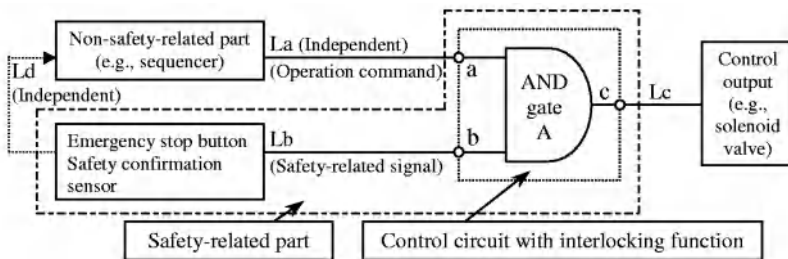 Non-safety-related part
(e.g., sequencer)
La (Independent)
(Operation command)
Ld
(Independent)
a
AND
gate
A
c
Lc
Control
output
(e.g.,
solenoid
valve)
Emergency stop button
Safety confirmation
sensor
Lb
(Safety-related signal)
b
Safety-related part
Control circuit with interlocking function